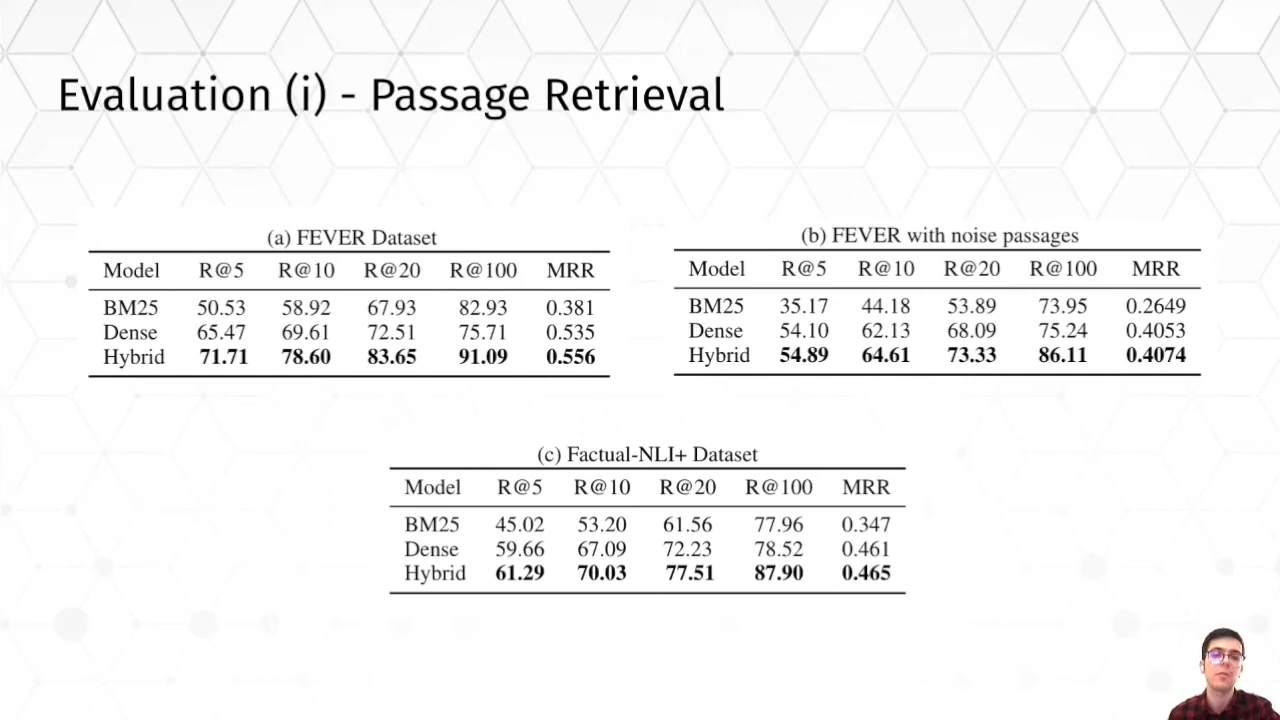 Evaluation (i) - Passage Retrieval
(a) FEVER Dataset
Model R@5 R@10 R@20 R@100 MRR
BM25 50.53 58.92 67.93 82.93 0.381
Dense 65.47 69.61 72.51 75.71 0.535
Hybrid 71.71 78.60 83.65 91.09 0.556
(b) FEVER with noise passages
Model R@5 R@10 R@20 R@100 MRR
BM25 35.17 44.18 53.89 73.95 0.2649
Dense 54.10 62.13 68.09 75.24 0.4053
Hybrid 54.89 64.61 73.33 86.11 0.4074
(c) Factual-NLI+ Dataset
Model R@5 R@10 R@20 R@100 MRR
BM25 45.02 53.20 61.56 77.96 0.347
Dense 59.66 67.09 72.23 78.52 0.461
Hybrid 61.29 70.03 77.51 87.90 0.465